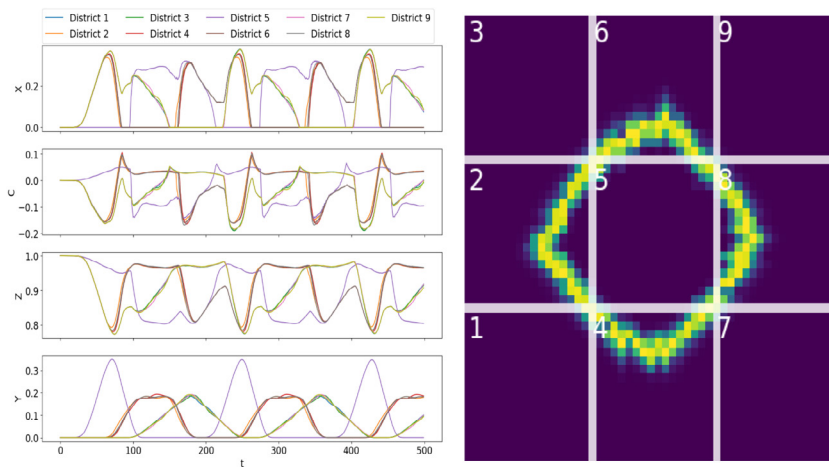 District 1 District 3 District 5 District 7 District 9
District 2 District 4 District 6 District 8
X
0.2
0.0
C
0.1
0.0
−0.1
−0.2
Z
1.0
0.9
0.8
Y
0.3
0.2
0.1
0.0
0 100 200 300 400 500
t
3 6 9
2 5 8
1 4 7